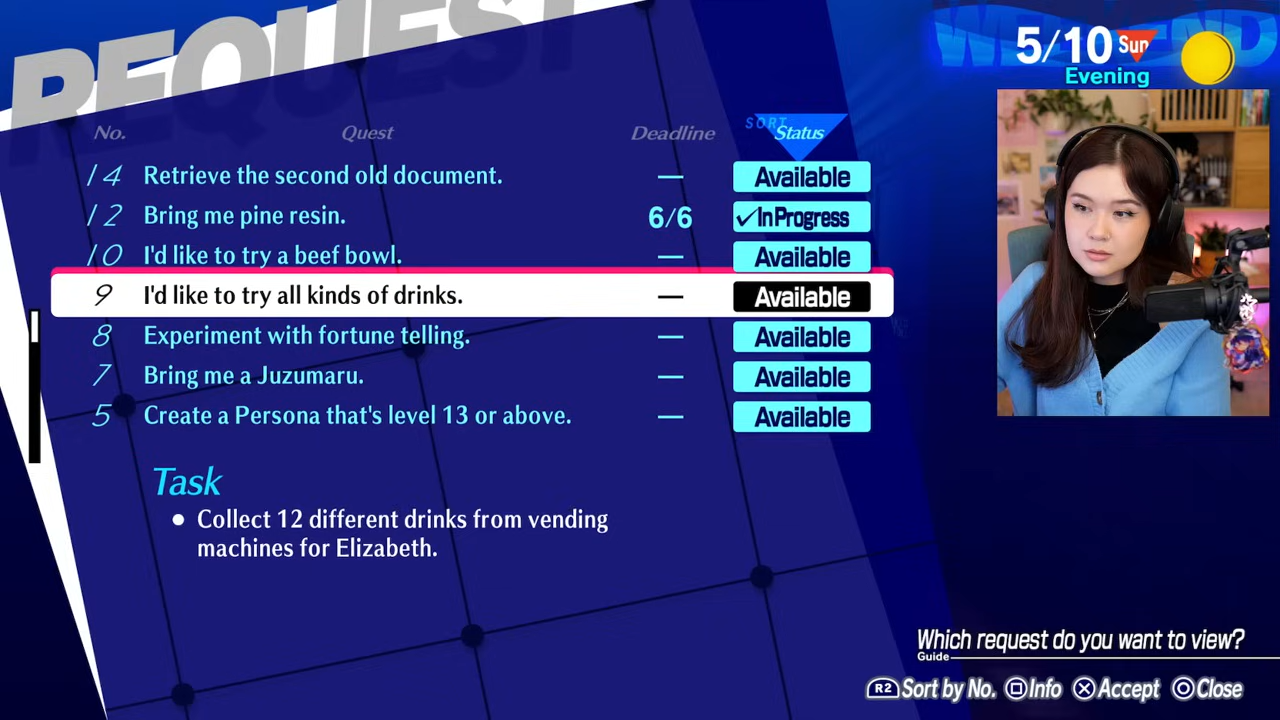 REQUEST
WEEKEND
5/10 Sun
Evening
No. Quest Deadline SORT Status
14 Retrieve the second old document. — Available
12 Bring me pine resin. 6/6 ✓In Progress
10 I'd like to try a beef bowl. — Available
9 I'd like to try all kinds of drinks. — Available
8 Experiment with fortune telling. — Available
7 Bring me a Juzumaru. — Available
5 Create a Persona that's level 13 or above. — Available
Task
• Collect 12 different drinks from vending
machines for Elizabeth.
Which request do you want to view?
Guide
R2 Sort by No. Info Accept Close